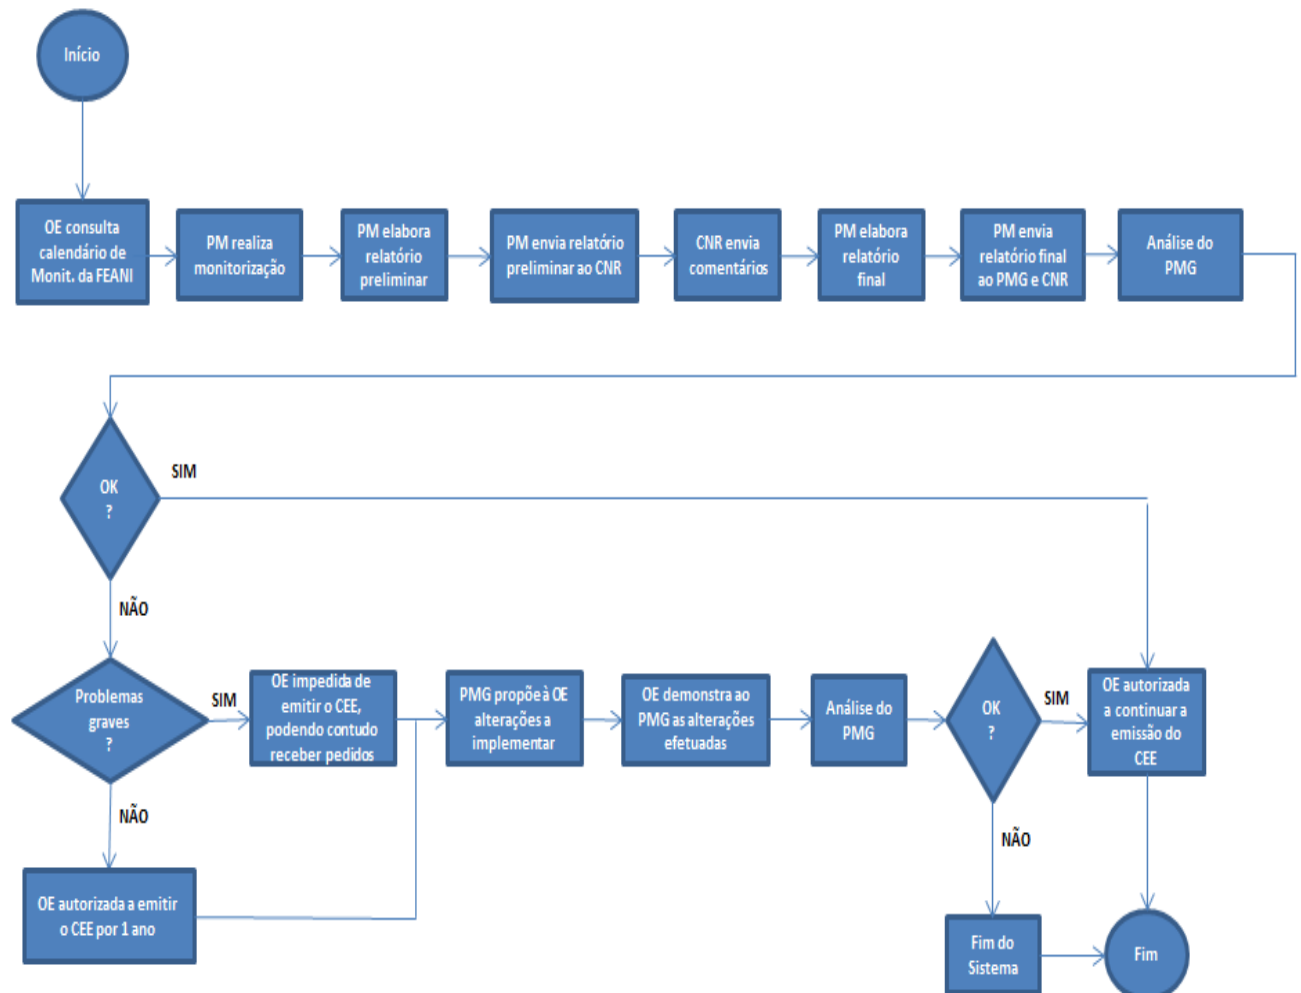 Início
OE consulta
calendário de
Monit. da FEANI
PM realiza
monitorização
PM elabora
relatório
preliminar
PM envia relatório
preliminar ao CNR
CNR envia
comentários
PM elabora
relatório
final
PM envia
relatório final
ao PMG e CNR
Análise do
PMG
OK
?
SIM
NÃO
Problemas
graves
?
SIM
OE impedida de
emitir o CEE,
podendo contudo
receber pedidos
PMG propõe à OE
alterações a
implementar
OE demonstra ao
PMG as alterações
efetuadas
Análise do
PMG
OK
?
SIM
OE autorizada
a continuar a
emissão do
CEE
NÃO
OE autorizada a emitir
o CEE por 1 ano
NÃO
Fim do
Sistema
Fim